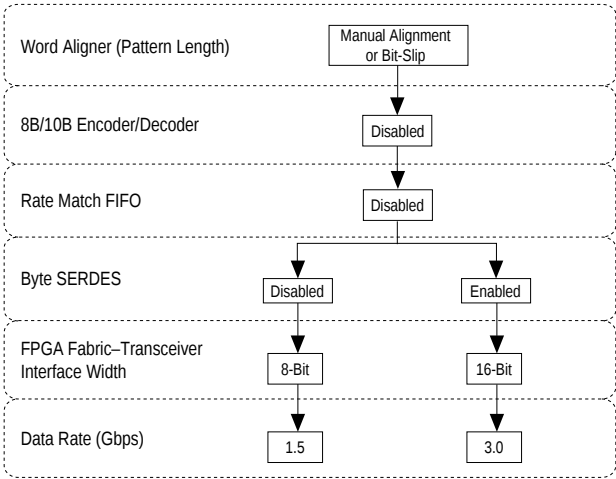 Word Aligner (Pattern Length)
Manual Alignment
or Bit-Slip
8B/10B Encoder/Decoder
Disabled
Rate Match FIFO
Disabled
Byte SERDES
Disabled
Enabled
FPGA Fabric–Transceiver
Interface Width
8-Bit
16-Bit
Data Rate (Gbps)
1.5
3.0